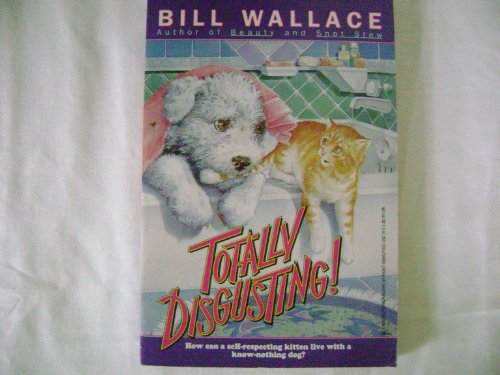 BILL WALLACE
Author of Beauty and Snot Stew
TOTALLY
DISGUSTING!
How can a self-respecting kitten live with a
know-nothing dog?